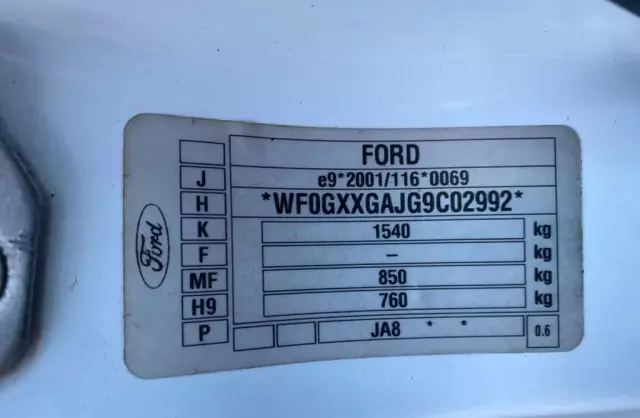 Ford
FORD
J e9*2001/116*0069
H *WF0GXXGAJG9C02992*
K 1540 kg
F – kg
MF 850 kg
H9 760 kg
P JA8 * * 0.6